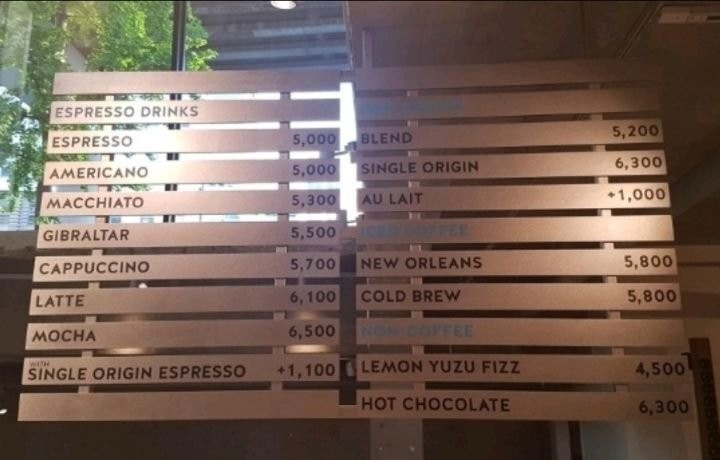 ESPRESSO DRINKS
ESPRESSO 5,000
AMERICANO 5,000
MACCHIATO 5,300
GIBRALTAR 5,500
CAPPUCCINO 5,700
LATTE 6,100
MOCHA 6,500
WITH
SINGLE ORIGIN ESPRESSO +1,100
BLEND 5,200
SINGLE ORIGIN 6,300
AU LAIT +1,000
ICED COFFEE
NEW ORLEANS 5,800
COLD BREW 5,800
NON-COFFEE
LEMON YUZU FIZZ 4,500
HOT CHOCOLATE 6,300